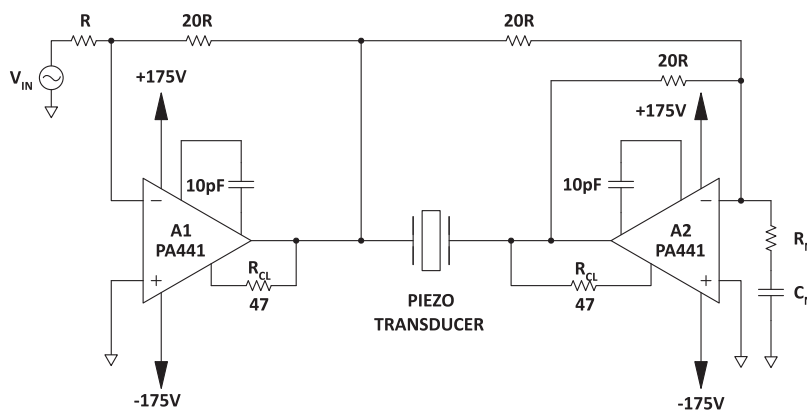 R
20R
20R
V_IN
+175V
20R
+175V
10pF
10pF
A1
PA441
A2
PA441
R_CL
47
R_CL
47
PIEZO
TRANSDUCER
-175V
-175V